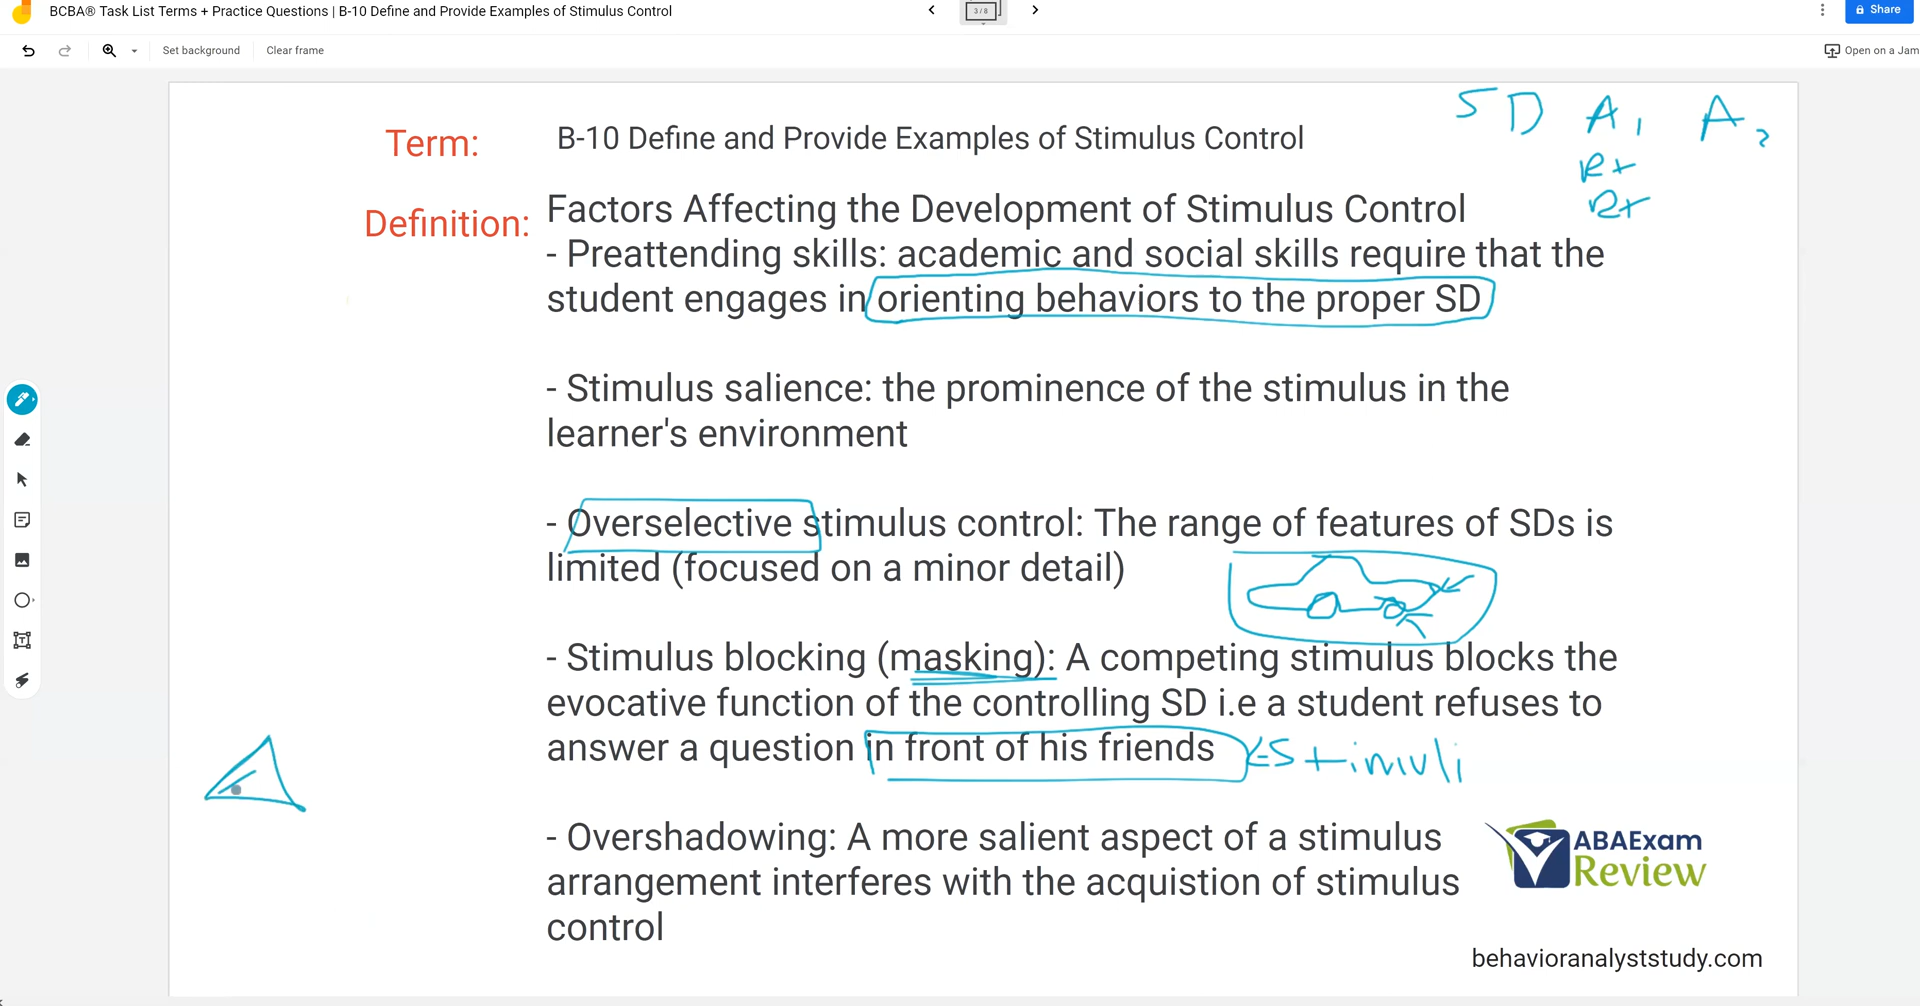 BCBA® Task List Terms + Practice Questions | B-10 Define and Provide Examples of Stimulus Control
3 / 8
Share
Set background
Clear frame
Open on a Jam
S D A1 A2
R+
R+
Term:
B-10 Define and Provide Examples of Stimulus Control
Definition:
Factors Affecting the Development of Stimulus Control
- Preattending skills: academic and social skills require that the
student engages in orienting behaviors to the proper SD
- Stimulus salience: the prominence of the stimulus in the
learner's environment
- Overselective stimulus control: The range of features of SDs is
limited (focused on a minor detail)
- Stimulus blocking (masking): A competing stimulus blocks the
evocative function of the controlling SD i.e a student refuses to
answer a question in front of his friends
Stimuli
- Overshadowing: A more salient aspect of a stimulus
arrangement interferes with the acquistion of stimulus
control
ABAExam
Review
behavioranalyststudy.com